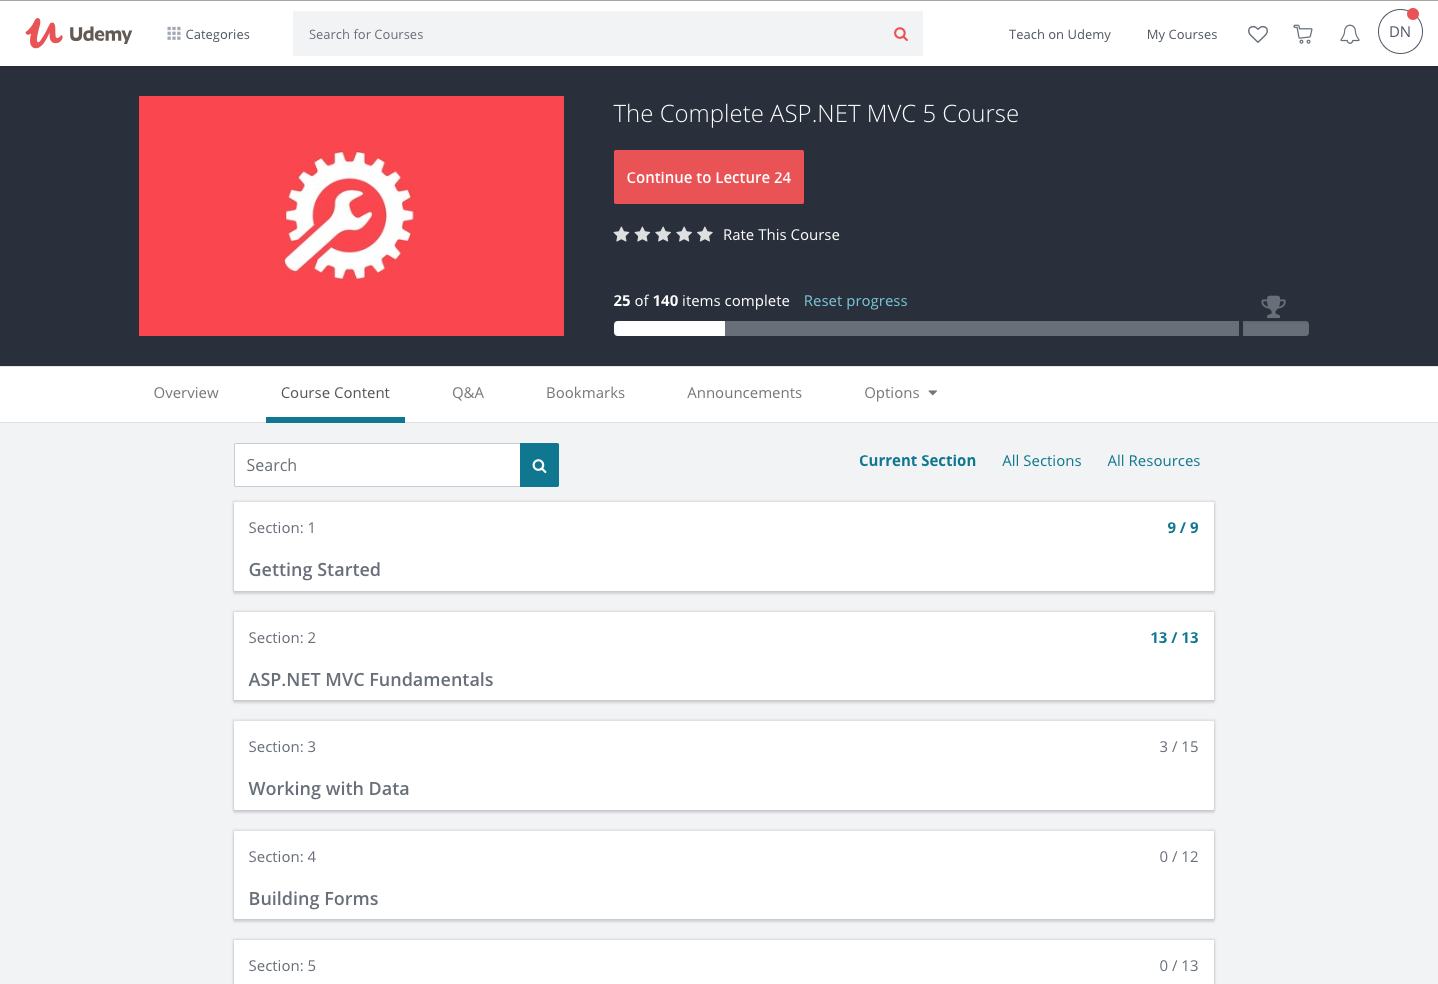 Udemy
Categories
Search for Courses
Teach on Udemy
My Courses
DN
The Complete ASP.NET MVC 5 Course
Continue to Lecture 24
Rate This Course
25 of 140 items complete Reset progress
Overview
Course Content
Q&A
Bookmarks
Announcements
Options
Search
Current Section
All Sections
All Resources
Section: 1
9 / 9
Getting Started
Section: 2
13 / 13
ASP.NET MVC Fundamentals
Section: 3
3 / 15
Working with Data
Section: 4
0 / 12
Building Forms
Section: 5
0 / 13